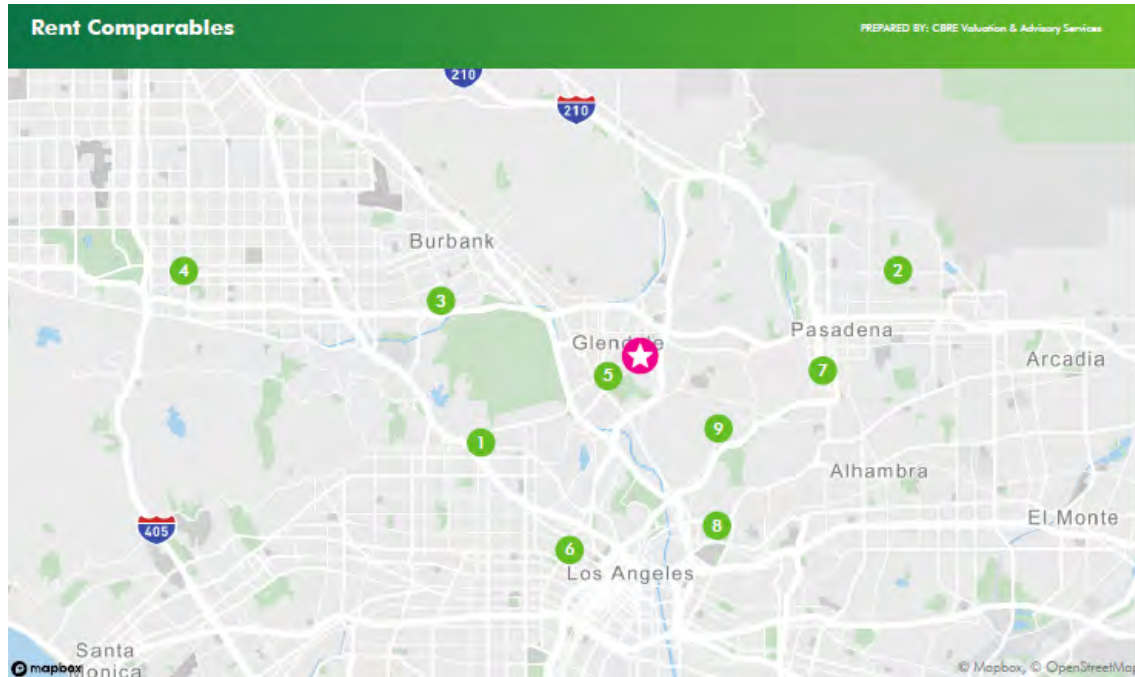 Rent Comparables
PREPARED BY: CBRE Valuation & Advisory Services
210
210
Burbank
4
2
3
Pasadena
Glendale
5
7
Arcadia
9
1
Alhambra
405
8
El Monte
6
Los Angeles
Santa
Monica
mapbox
© Mapbox, © OpenStreetMap